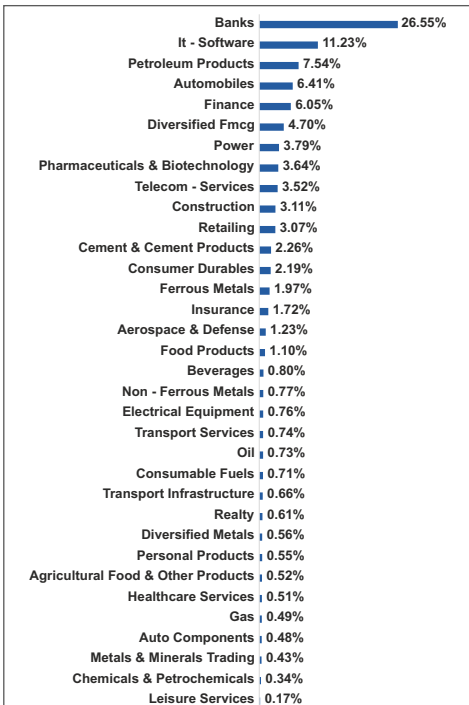 Banks 26.55%
It - Software 11.23%
Petroleum Products 7.54%
Automobiles 6.41%
Finance 6.05%
Diversified Fmcg 4.70%
Power 3.79%
Pharmaceuticals & Biotechnology 3.64%
Telecom - Services 3.52%
Construction 3.11%
Retailing 3.07%
Cement & Cement Products 2.26%
Consumer Durables 2.19%
Ferrous Metals 1.97%
Insurance 1.72%
Aerospace & Defense 1.23%
Food Products 1.10%
Beverages 0.80%
Non - Ferrous Metals 0.77%
Electrical Equipment 0.76%
Transport Services 0.74%
Oil 0.73%
Consumable Fuels 0.71%
Transport Infrastructure 0.66%
Realty 0.61%
Diversified Metals 0.56%
Personal Products 0.55%
Agricultural Food & Other Products 0.52%
Healthcare Services 0.51%
Gas 0.49%
Auto Components 0.48%
Metals & Minerals Trading 0.43%
Chemicals & Petrochemicals 0.34%
Leisure Services 0.17%